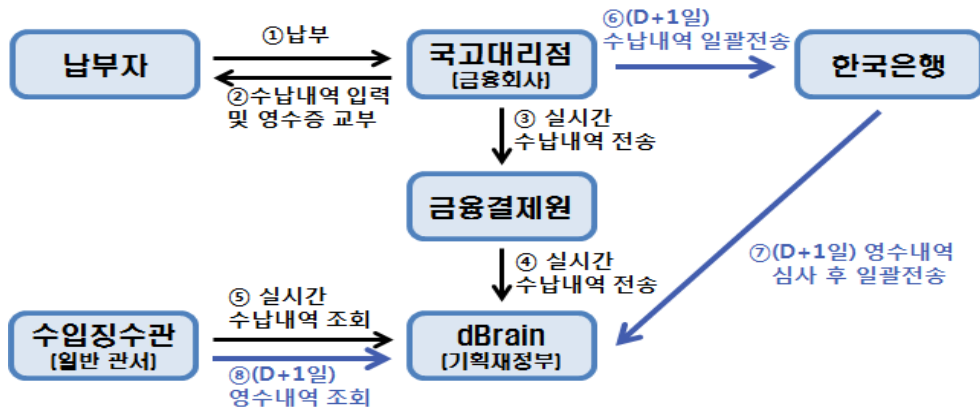 납부자
①납부
②수납내역 입력
및 영수증 교부
국고대리점
(금융회사)
⑥(D+1일)
수납내역 일괄전송
한국은행
③ 실시간
수납내역 전송
금융결제원
④ 실시간
수납내역 전송
⑦(D+1일) 영수내역
심사 후 일괄전송
수입징수관
(일반 관서)
⑤ 실시간
수납내역 조회
⑧(D+1일)
영수내역 조회
dBrain
(기획재정부)